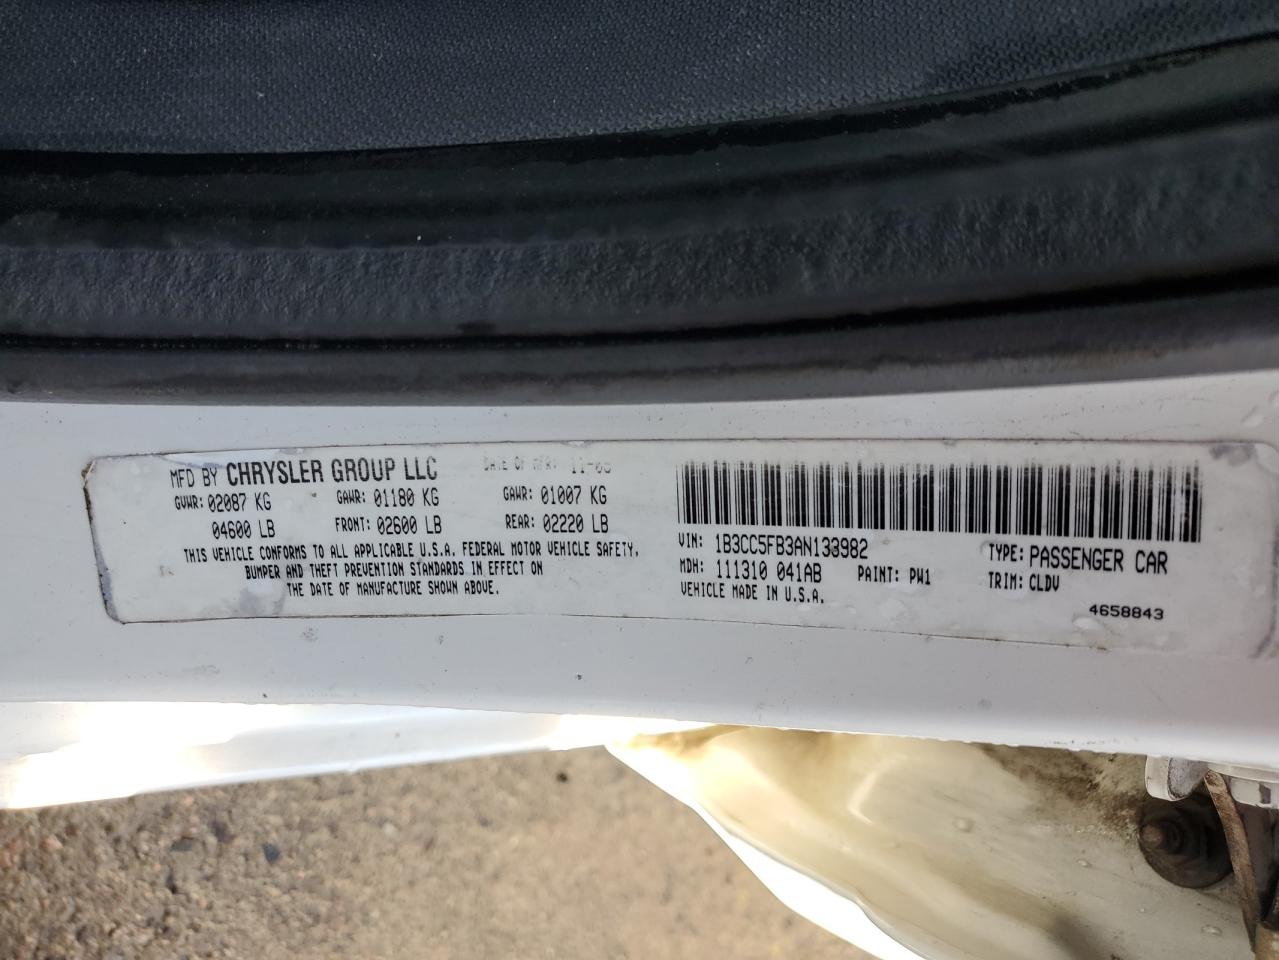 MFD BY CHRYSLER GROUP LLC DATE OF MFR:
GVWR: 02087 KG GAWR: 01180 KG GAWR: 01007 KG
04600 LB FRONT: 02600 LB REAR: 02220 LB
THIS VEHICLE CONFORMS TO ALL APPLICABLE U.S.A. FEDERAL MOTOR VEHICLE SAFETY,
BUMPER AND THEFT PREVENTION STANDARDS IN EFFECT ON
THE DATE OF MANUFACTURE SHOWN ABOVE.
VIN: 1B3CC5FB3AN133982 TYPE: PASSENGER CAR
MDH: 111310 041AB PAINT: PW1 TRIM: CLDV
VEHICLE MADE IN U.S.A.
4658843